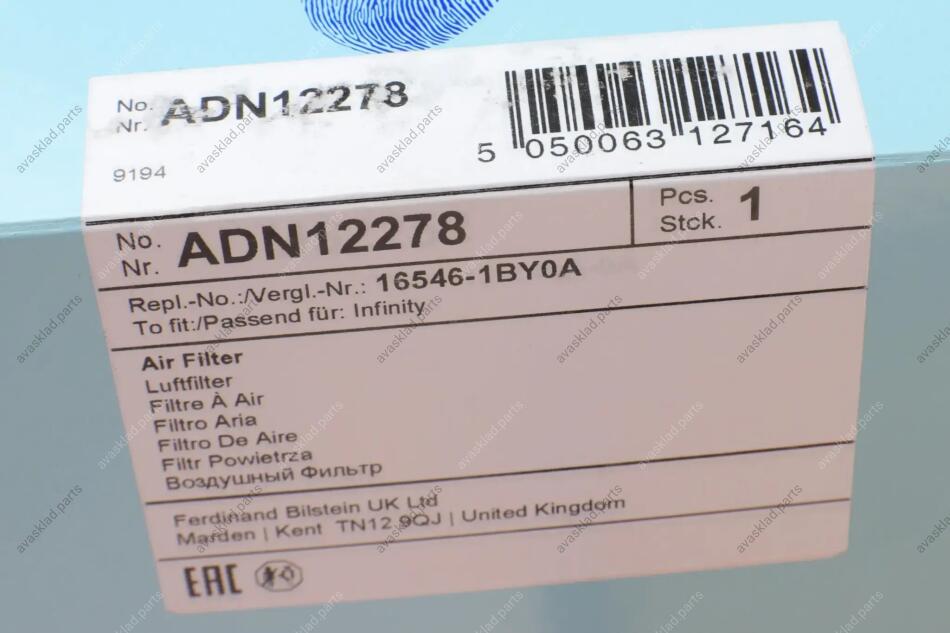 No.
Nr. ADN12278
9194
5 050063 127164
No.
Nr. ADN12278
Pcs.
Stck. 1
Repl.-No.:/Vergl.-Nr.: 16546-1BY0A
To fit:/Passend für: Infinity
Air Filter
Luftfilter
Filtre À Air
Filtro Aria
Filtro De Aire
Filtr Powietrza
Воздушный Фильтр
Ferdinand Bilstein UK Ltd
Marden | Kent TN12 9QJ | United Kingdom
EAC
avasklad.parts